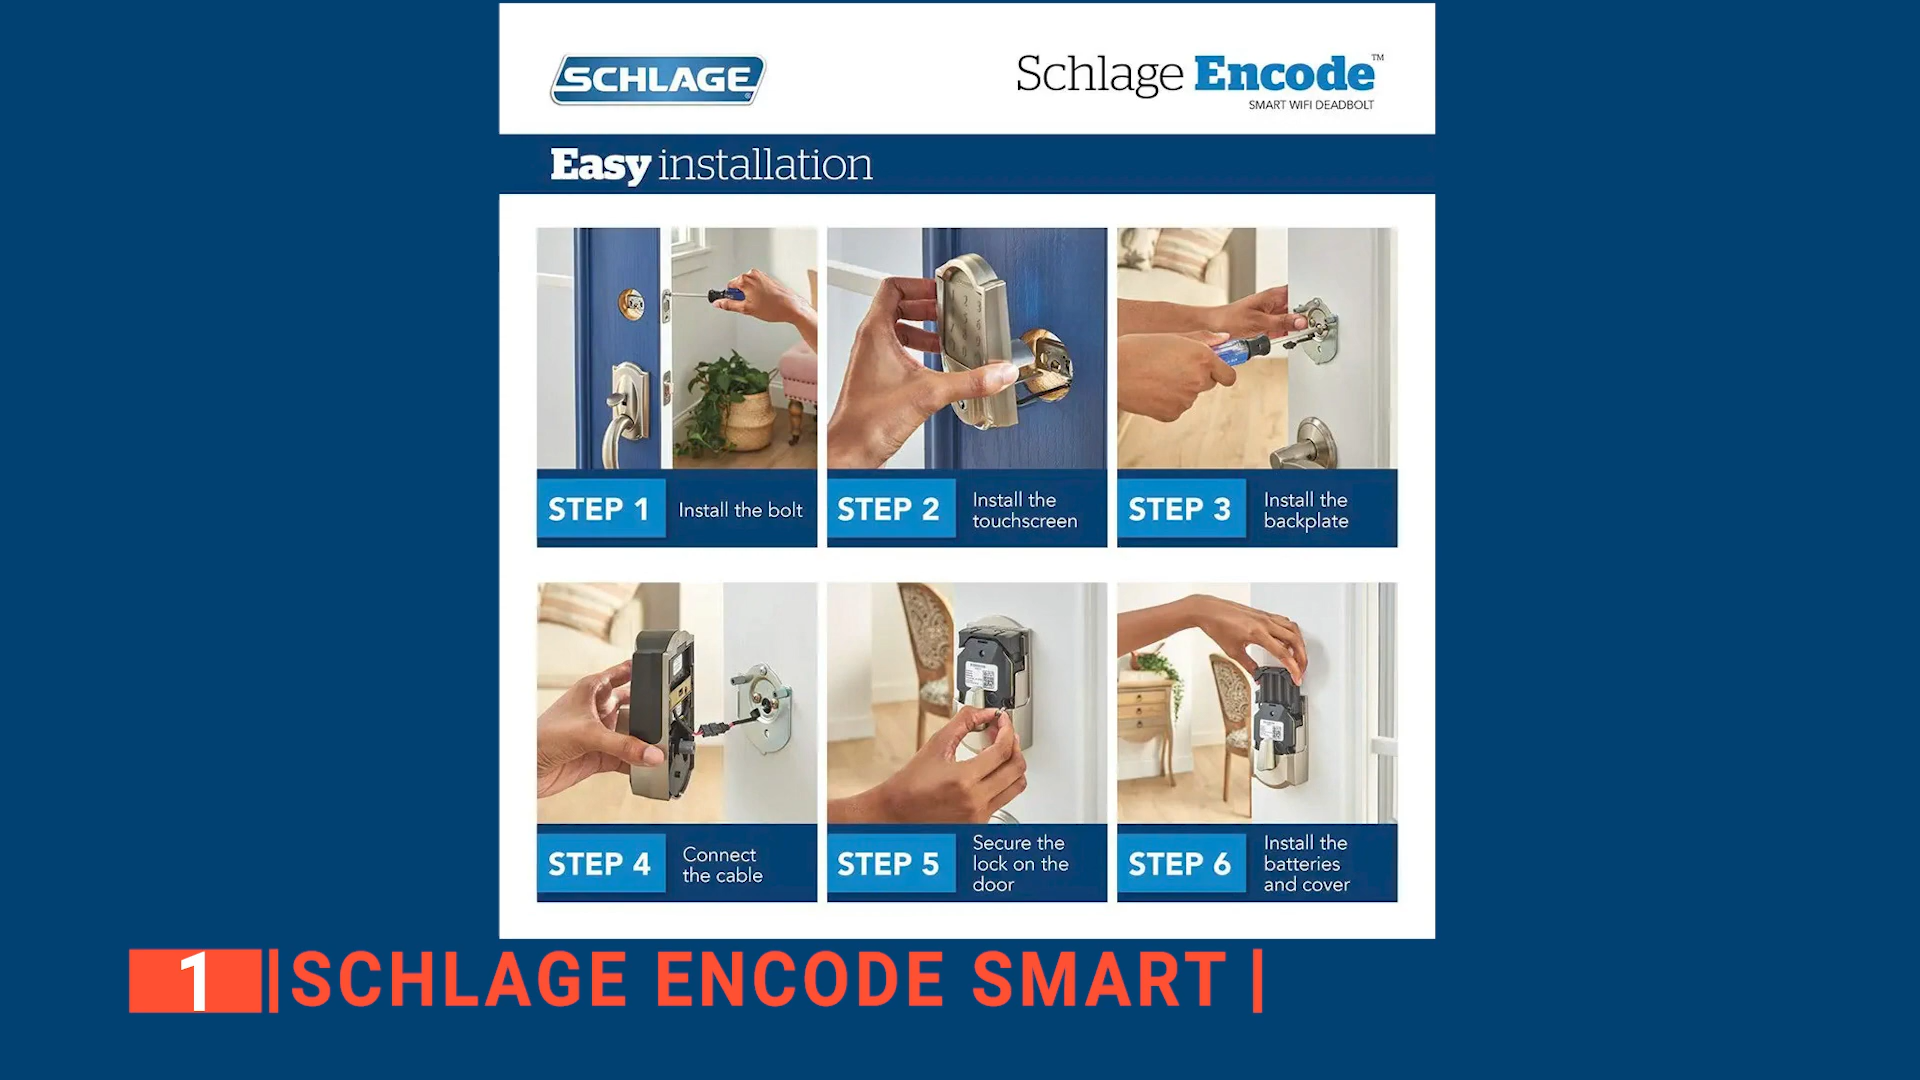 SCHLAGE
Schlage Encode™
SMART WIFI DEADBOLT
Easy installation
STEP 1
Install the bolt
STEP 2
Install the
touchscreen
STEP 3
Install the
backplate
STEP 4
Connect
the cable
STEP 5
Secure the
lock on the
door
STEP 6
Install the
batteries
and cover
1
SCHLAGE ENCODE SMART